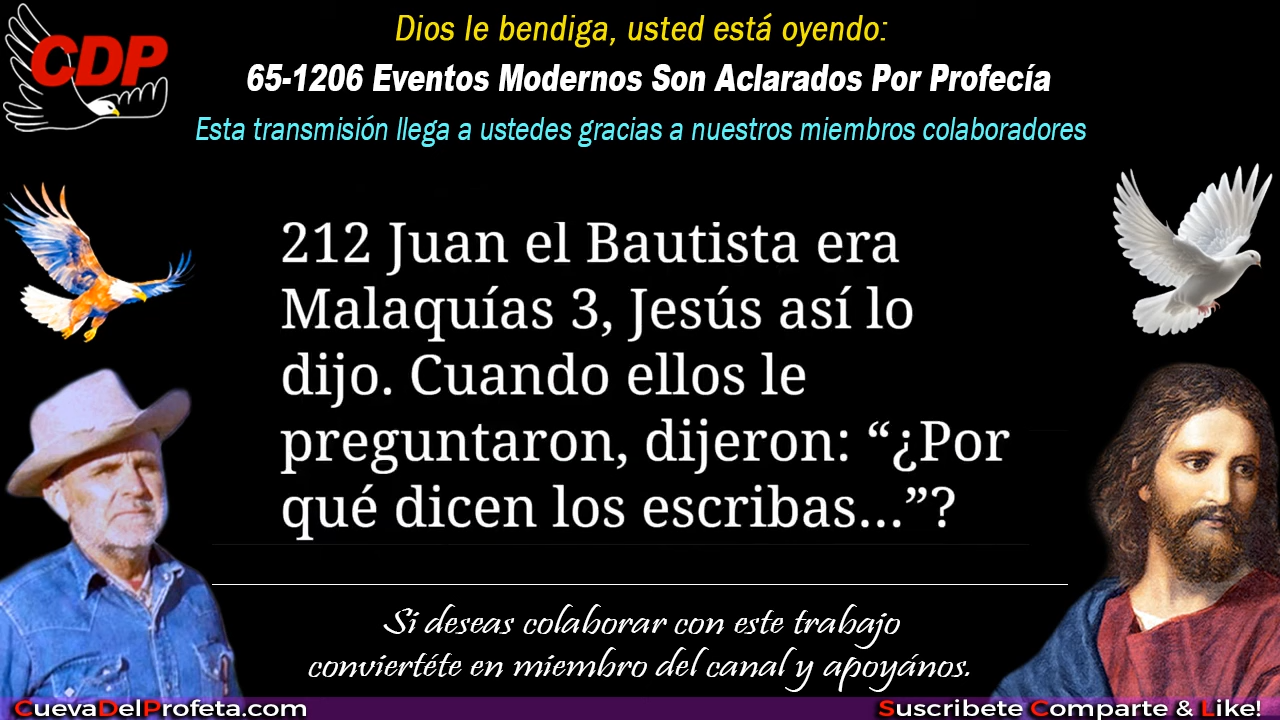 CDP
Dios le bendiga, usted está oyendo:
65-1206 Eventos Modernos Son Aclarados Por Profecía
Esta transmisión llega a ustedes gracias a nuestros miembros colaboradores
212 Juan el Bautista era
Malaquías 3, Jesús así lo
dijo. Cuando ellos le
preguntaron, dijeron: “¿Por
qué dicen los escribas...”?
Si deseas colaborar con este trabajo
conviertéte en miembro del canal y apoyános.
CuevaDelProfeta.com
Suscribete Comparte & Like!